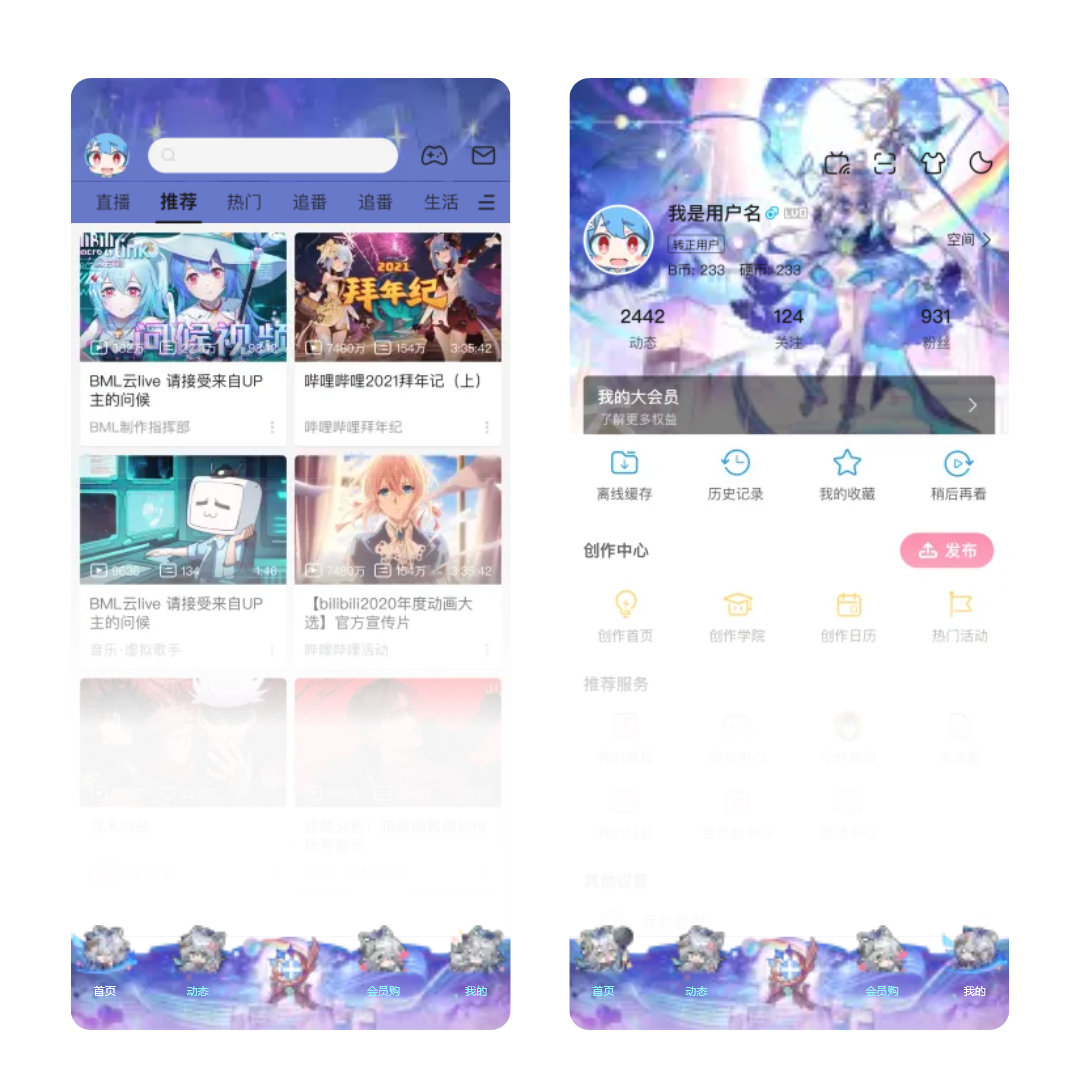 直播 推荐 热门 追番 追番 生活
问候视频
2021
拜年纪
7480万 154万 3:35:42
BML云live 请接受来自UP
主的问候
BML制作指挥部
哔哩哔哩2021拜年记（上）
哔哩哔哩拜年纪
9636 134 1:46
7480万 154万 3:35:42
BML云live 请接受来自UP
主的问候
音乐·虚拟歌手
【bilibili2020年度动画大
选】官方宣传片
哔哩哔哩活动
首页 动态 会员购 我的
我是用户名
转正用户
B币: 233 硬币: 233
空间
2442 124 931
动态 关注 粉丝
我的大会员
了解更多权益
离线缓存 历史记录 我的收藏 稍后再看
创作中心 发布
创作首页 创作学院 创作日历 热门活动
推荐服务
其他设置
首页 动态 会员购 我的